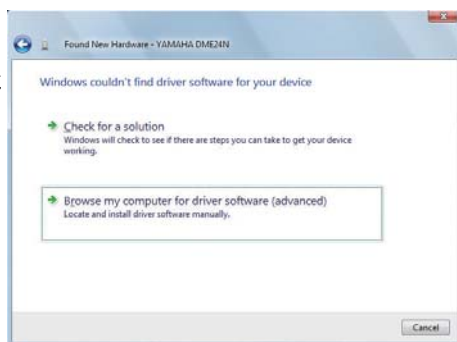 Found New Hardware - YAMAHA DME24N
Windows couldn't find driver software for your device
Check for a solution
Windows will check to see if there are steps you can take to get your device
working.
Browse my computer for driver software (advanced)
Locate and install driver software manually.
Cancel